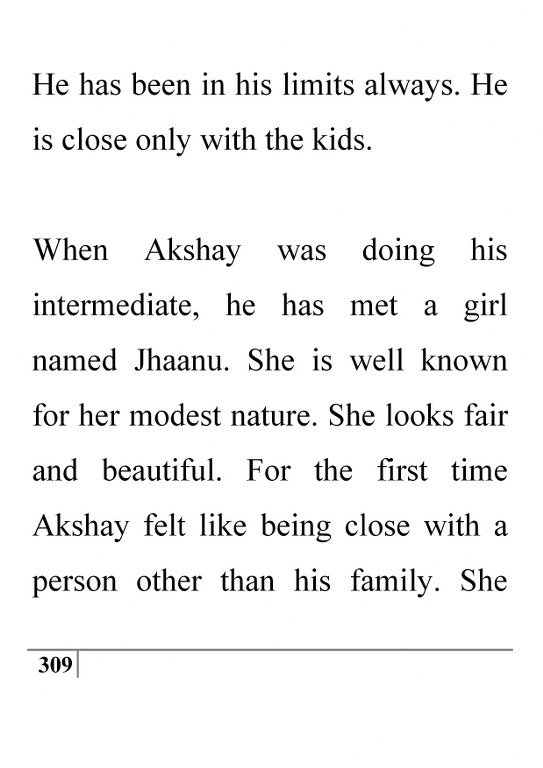 He has been in his limits always. He
is close only with the kids.
When Akshay was doing his
intermediate, he has met a girl
named Jhaanu. She is well known
for her modest nature. She looks fair
and beautiful. For the first time
Akshay felt like being close with a
person other than his family. She
309